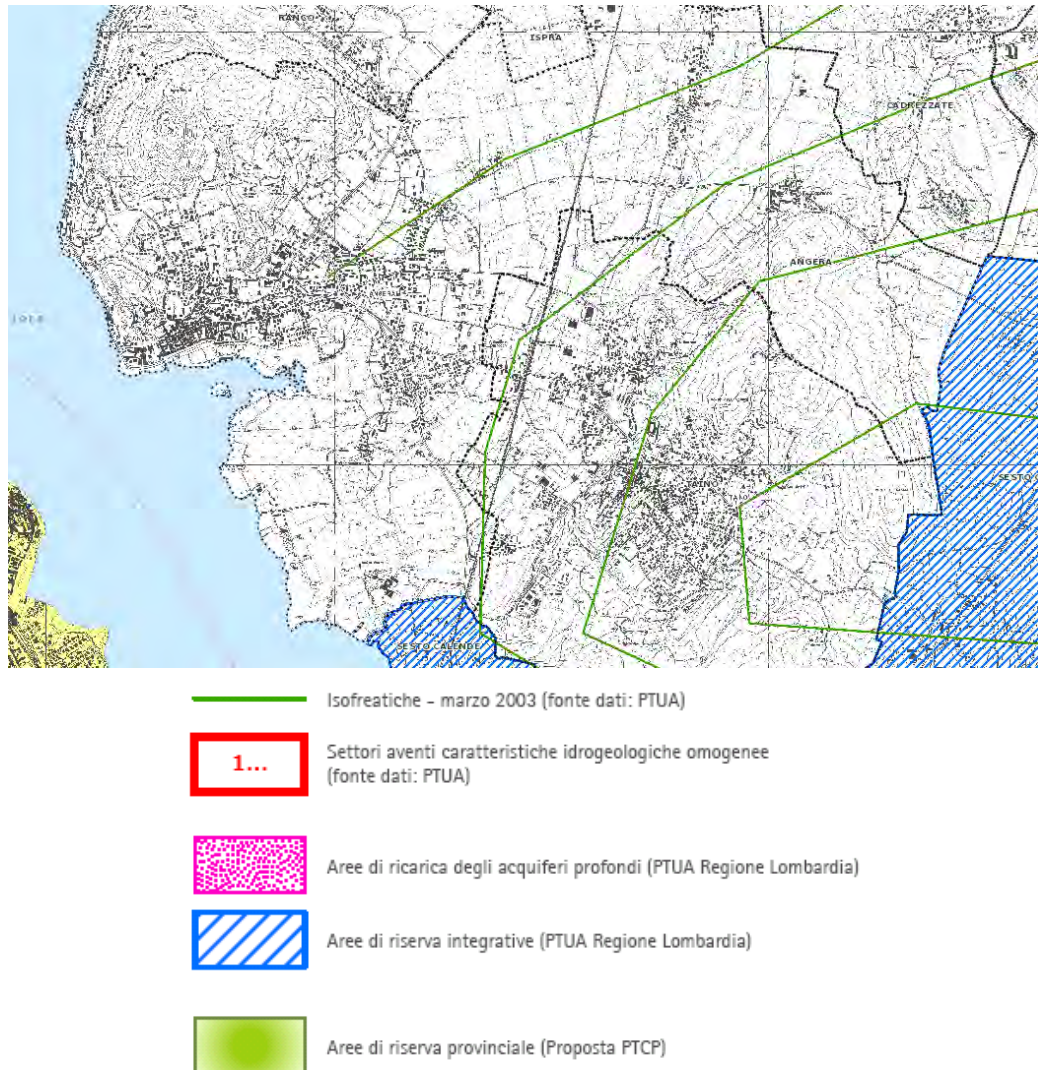 RANCO
ISPRA
CADREZZATE
ANGERA
TAINO
SESTO C
SESTO CALENDE
Isofreatiche - marzo 2003 (fonte dati: PTUA)
1...
Settori aventi caratteristiche idrogeologiche omogenee
(fonte dati: PTUA)
Aree di ricarica degli acquiferi profondi (PTUA Regione Lombardia)
Aree di riserva integrative (PTUA Regione Lombardia)
Aree di riserva provinciale (Proposta PTCP)